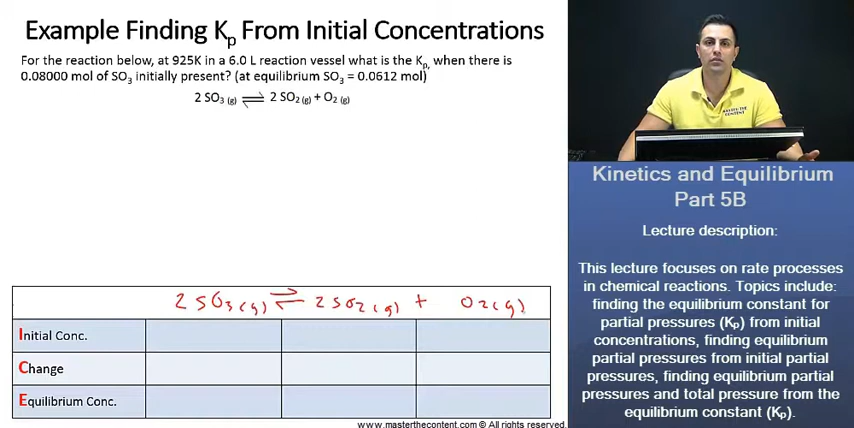 Example Finding Kp From Initial Concentrations
For the reaction below, at 925K in a 6.0 L reaction vessel what is the Kp, when there is
0.08000 mol of SO3 initially present? (at equilibrium SO3 = 0.0612 mol)
2 SO3 (g) ⇌ 2 SO2 (g) + O2 (g)
2 SO3 (g) ⇌ 2 SO2 (g) + O2 (g)
Initial Conc.
Change
Equilibrium Conc.
www.masterthecontent.com © All rights reserved.
MASTER THE
CONTENT
Kinetics and Equilibrium
Part 5B
Lecture description:
This lecture focuses on rate processes
in chemical reactions. Topics include:
finding the equilibrium constant for
partial pressures (Kp) from initial
concentrations, finding equilibrium
partial pressures from initial partial
pressures, finding equilibrium partial
pressures and total pressure from the
equilibrium constant (Kp).